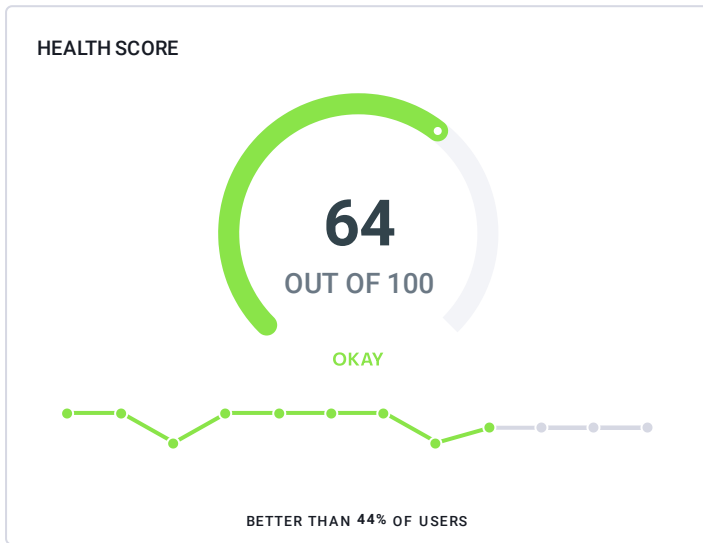 HEALTH SCORE
64
OUT OF 100
OKAY
BETTER THAN 44% OF USERS